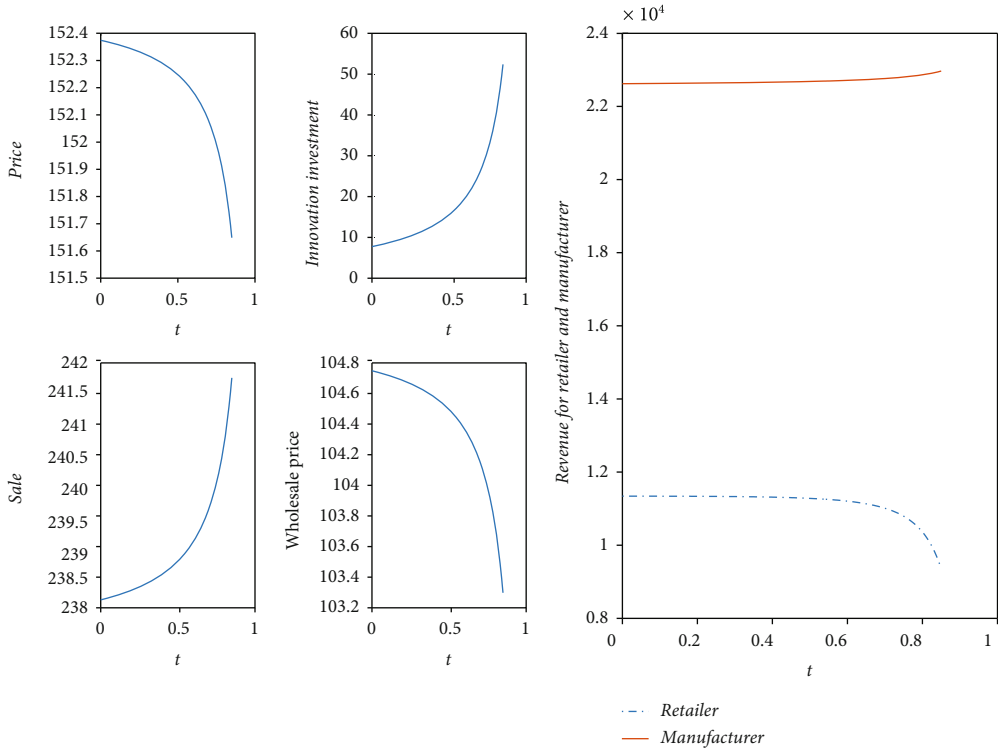 Price
152.4
152.3
152.2
152.1
152
151.9
151.8
151.7
151.6
151.5
0 0.5 1
t
Innovation investment
60
50
40
30
20
10
0
0 0.5 1
t
Sale
242
241.5
241
240.5
240
239.5
239
238.5
238
0 0.5 1
t
Wholesale price
104.8
104.6
104.4
104.2
104
103.8
103.6
103.4
103.2
0 0.5 1
t
× 10⁴
Revenue for retailer and manufacturer
2.4
2.2
2
1.8
1.6
1.4
1.2
1
0.8
0 0.2 0.4 0.6 0.8 1
t
Retailer
Manufacturer